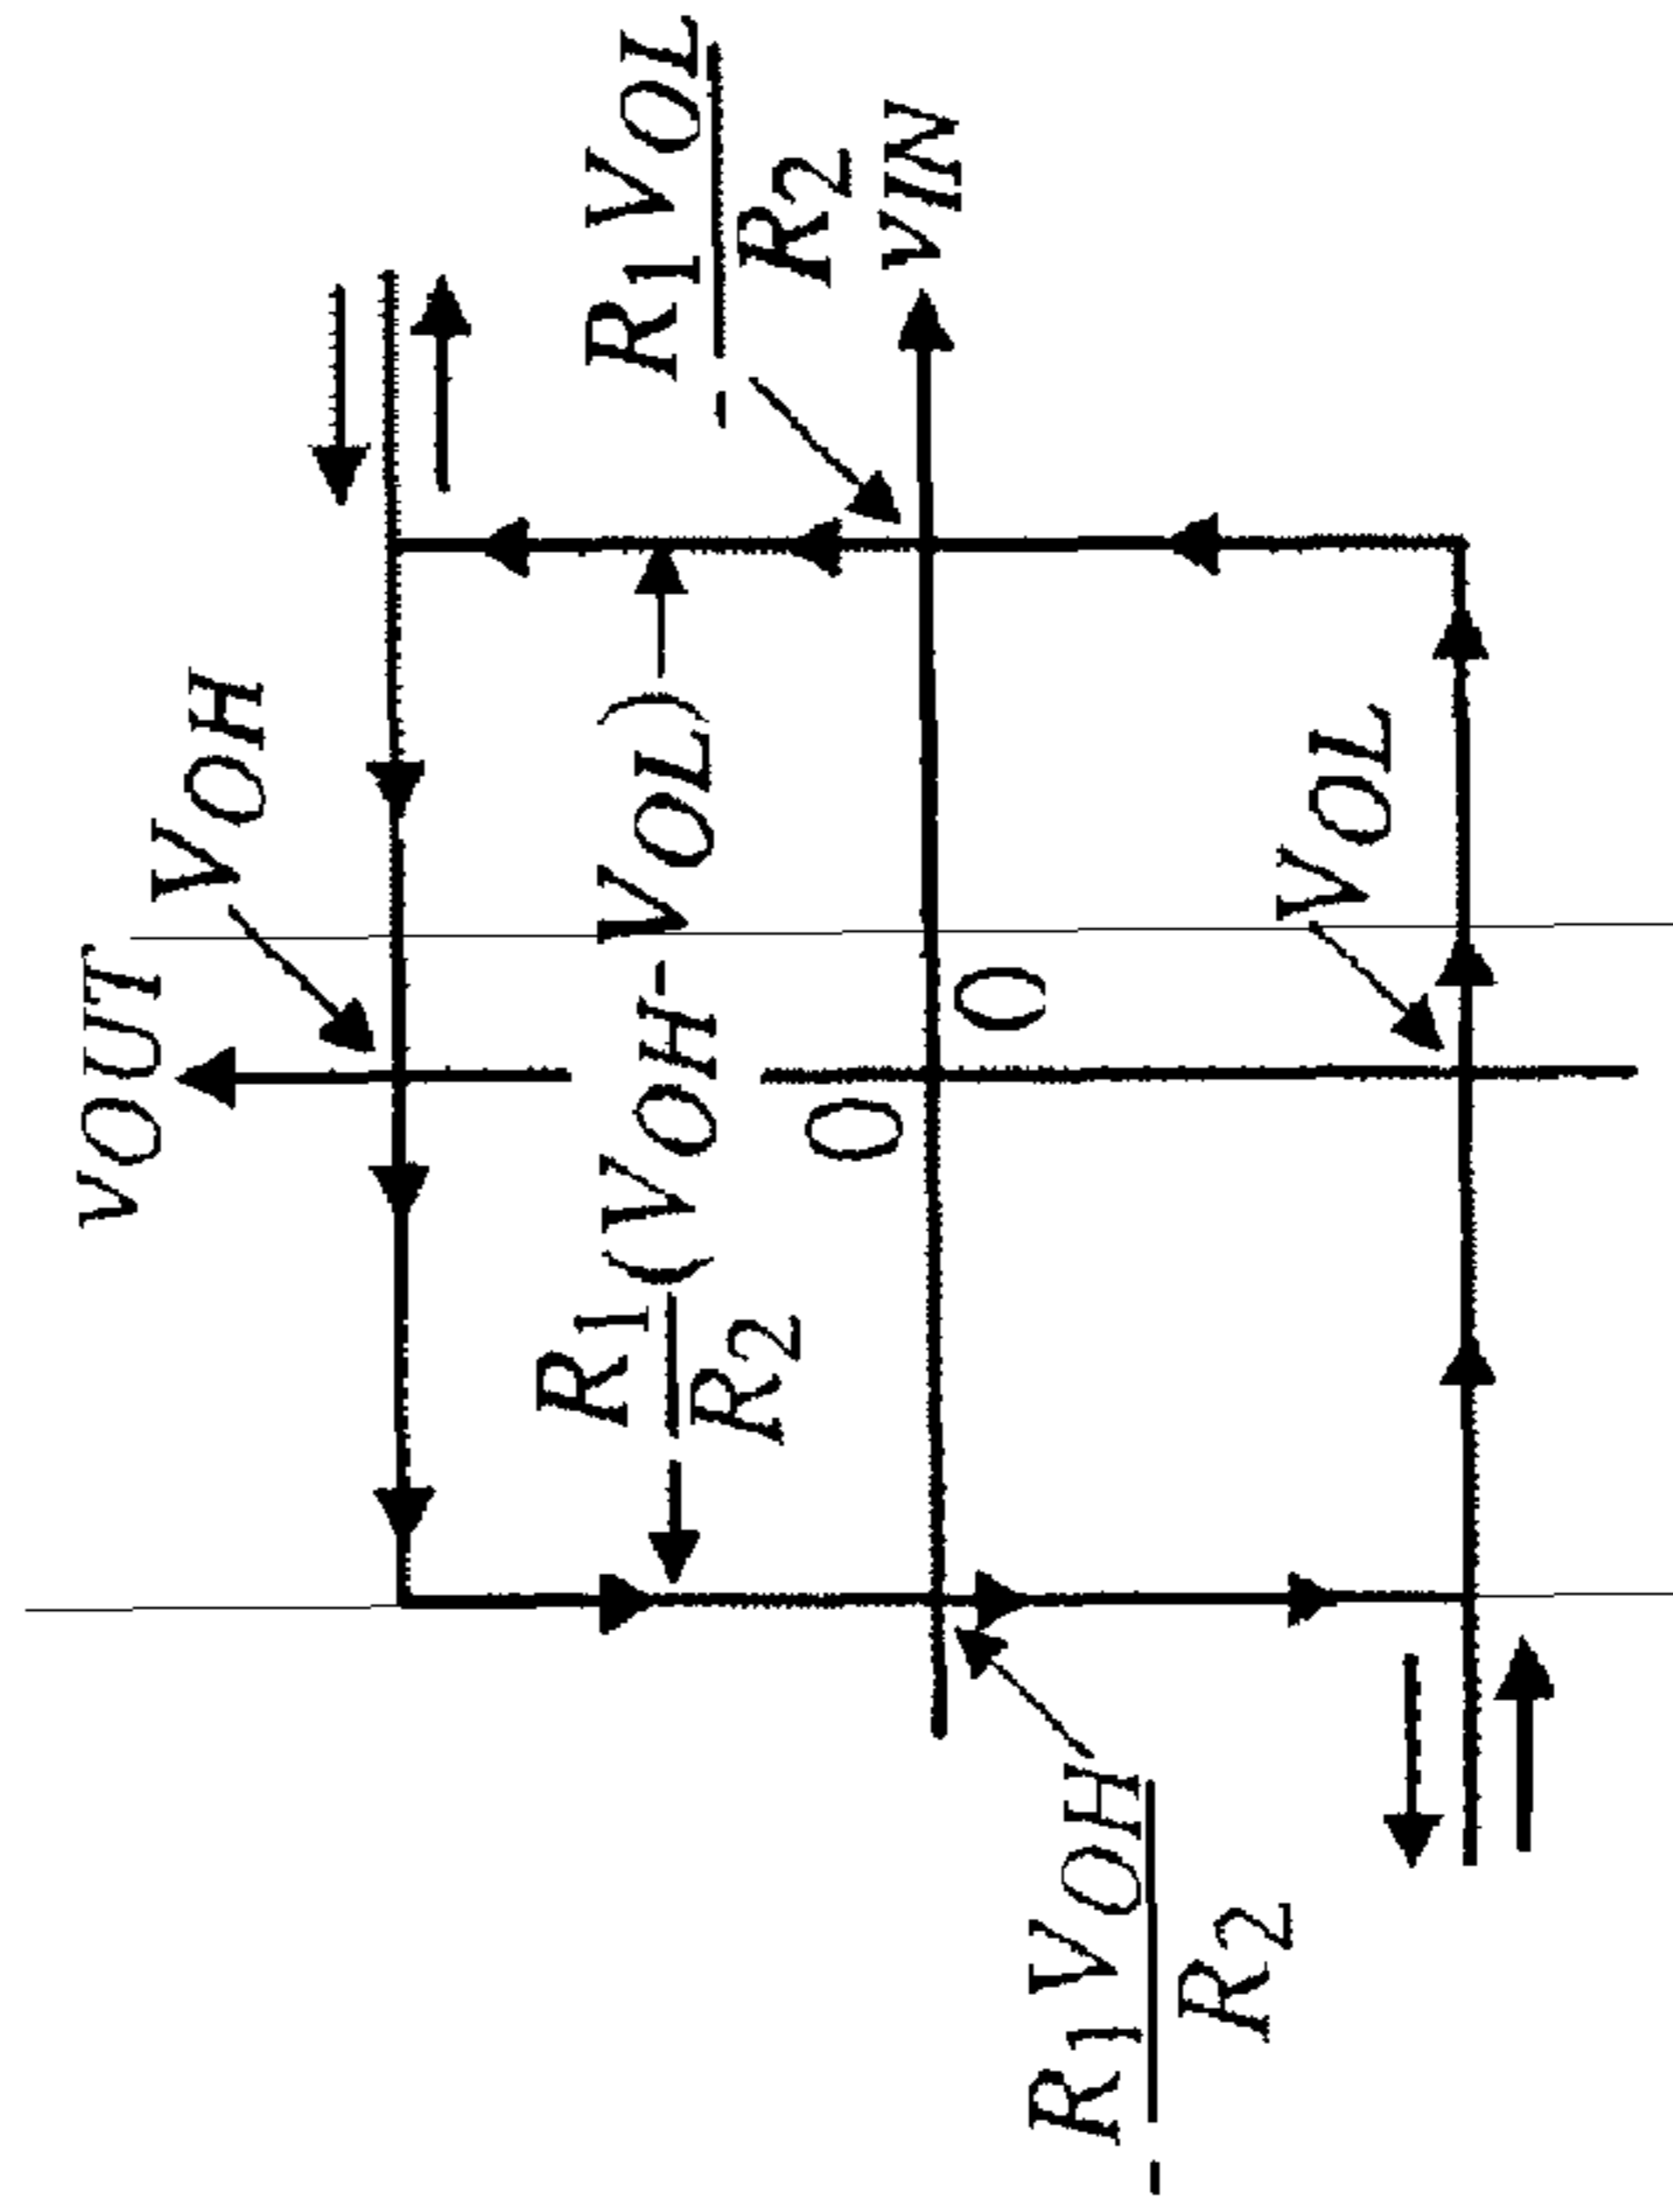 vOUT
VOH
R1(VOH-VOL)
R2
- R1VOL
R2
vIN
0
0
- R1VOH
R2
VOL